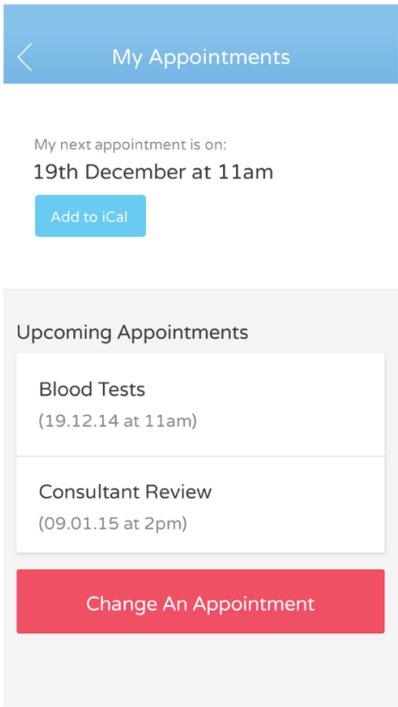 My Appointments
My next appointment is on:
19th December at 11am
Add to iCal
Upcoming Appointments
Blood Tests
(19.12.14 at 11am)
Consultant Review
(09.01.15 at 2pm)
Change An Appointment